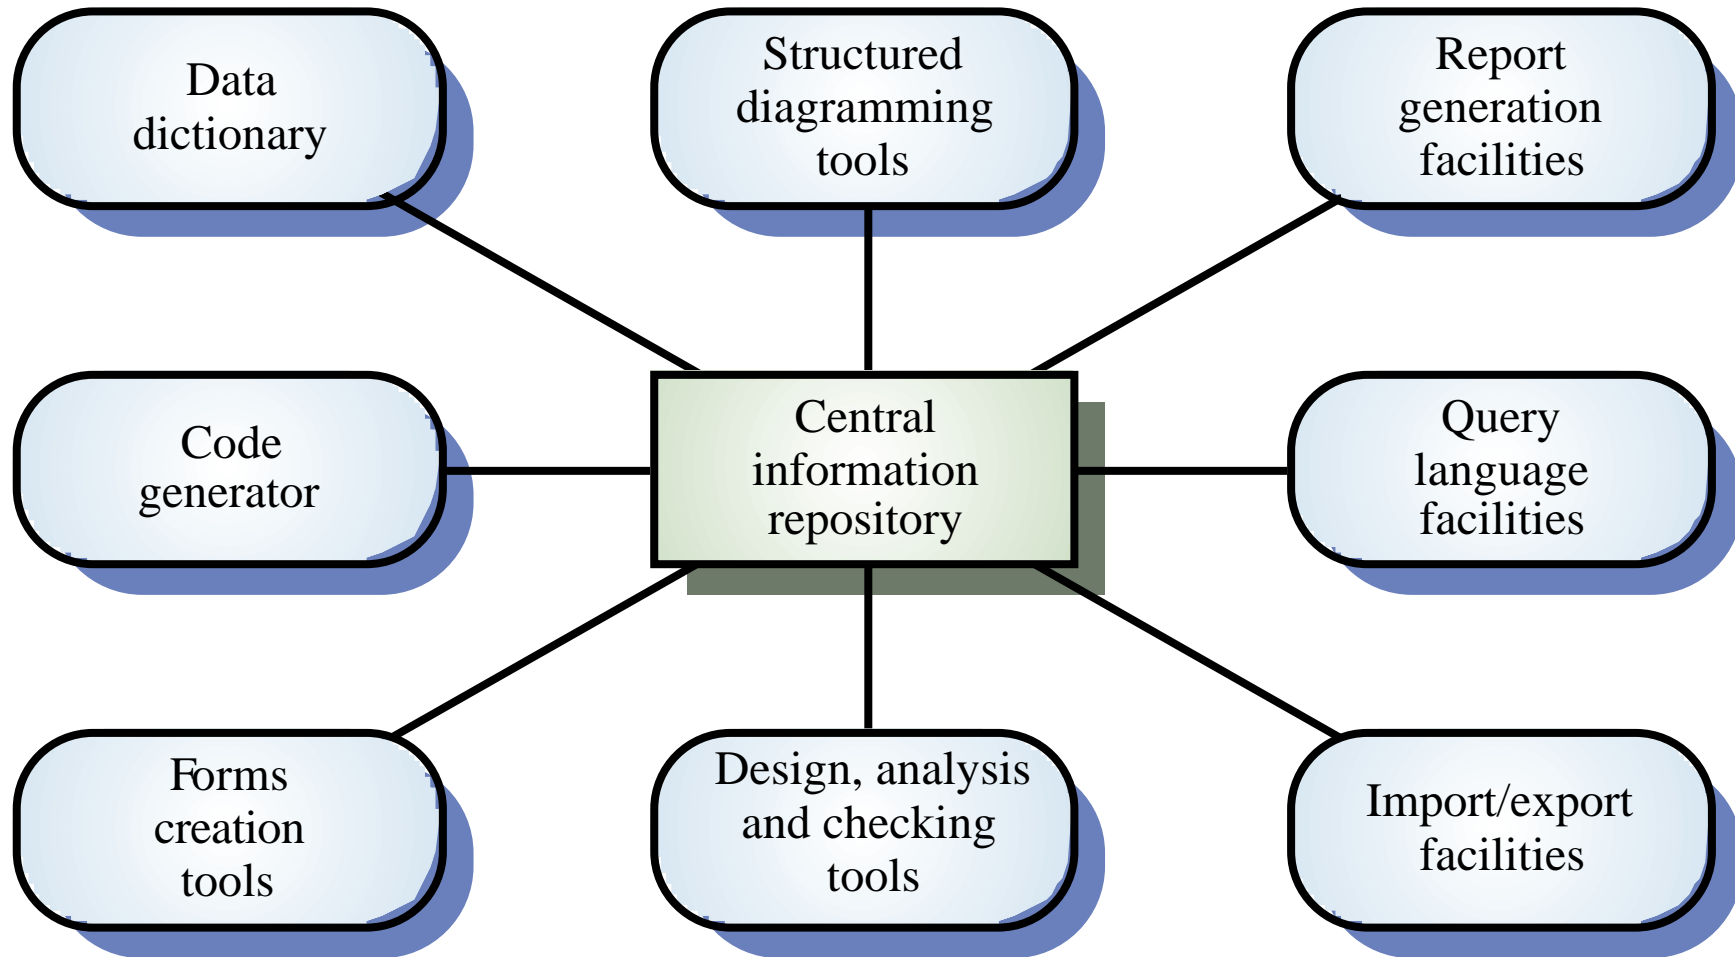 Data
dictionary
Structured
diagramming
tools
Report
generation
facilities
Code
generator
Central
information
repository
Query
language
facilities
Forms
creation
tools
Design, analysis
and checking
tools
Import/export
facilities